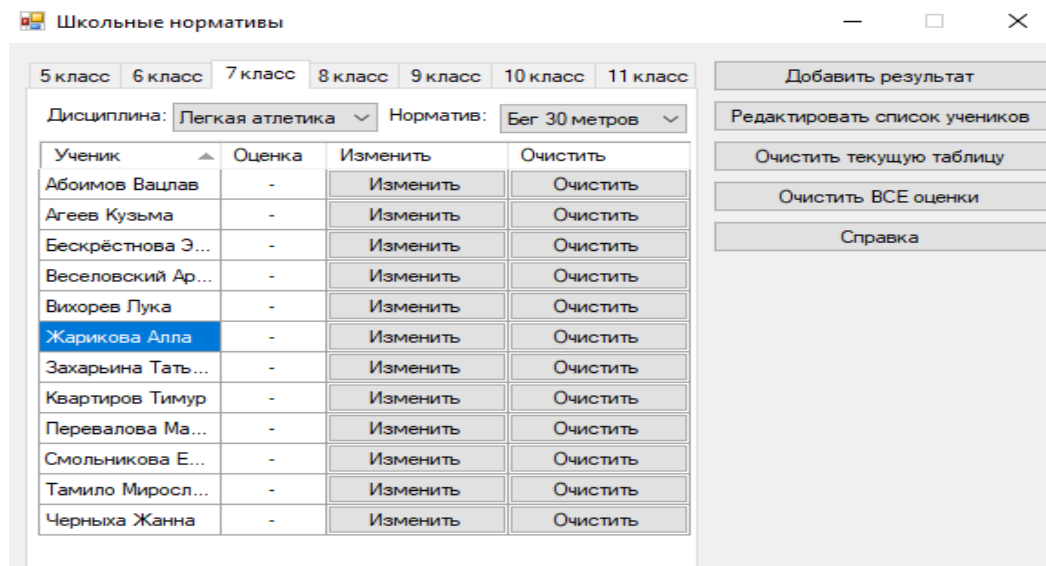 Школьные нормативы
5 класс 6 класс 7 класс 8 класс 9 класс 10 класс 11 класс
Дисциплина: Легкая атлетика Норматив: Бег 30 метров
Ученик Оценка Изменить Очистить
Абоимов Вацлав - Изменить Очистить
Агеев Кузьма - Изменить Очистить
Бескрёстнова Э... - Изменить Очистить
Веселовский Ар... - Изменить Очистить
Вихорев Лука - Изменить Очистить
Жарикова Алла - Изменить Очистить
Захарьина Тать... - Изменить Очистить
Квартиров Тимур - Изменить Очистить
Перевалова Ма... - Изменить Очистить
Смольникова Е... - Изменить Очистить
Тамило Миросл... - Изменить Очистить
Черныха Жанна - Изменить Очистить
Добавить результат
Редактировать список учеников
Очистить текущую таблицу
Очистить ВСЕ оценки
Справка